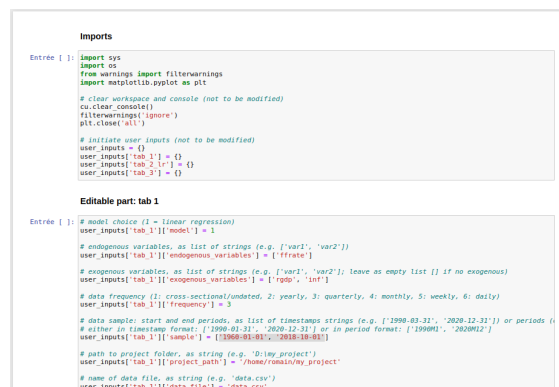 Imports
Entrée [ ]: import sys
import os
from warnings import filterwarnings
import matplotlib.pyplot as plt
# clear workspace and console (not to be modified)
cu.clear_console()
filterwarnings('ignore')
plt.close('all')
# initiate user inputs (not to be modified)
user_inputs = {}
user_inputs['tab_1'] = {}
user_inputs['tab_2_lr'] = {}
user_inputs['tab_3'] = {}
Editable part: tab 1
Entrée [ ]: # model choice (1 = linear regression)
user_inputs['tab_1']['model'] = 1
# endogenous variables, as list of strings (e.g. ['var1', 'var2'])
user_inputs['tab_1']['endogenous_variables'] = ['ffrate']
# exogenous variables, as list of strings (e.g. ['var1', 'var2']; leave as empty list [] if no exogenous)
user_inputs['tab_1']['exogenous_variables'] = ['rgdp', 'inf']
# data frequency (1: cross-sectional/undated, 2: yearly, 3: quarterly, 4: monthly, 5: weekly, 6: daily)
user_inputs['tab_1']['frequency'] = 3
# data sample: start and end periods, as list of timestamps strings (e.g. ['1990-03-31', '2020-12-31']) or periods
# either in timestamp format: ['1990-01-31', '2020-12-31'] or in period format: ['1990M1', '2020M12']
user_inputs['tab_1']['sample'] = ['1960-01-01', '2018-10-01']
# path to project folder, as string (e.g. 'D:\my_project')
user_inputs['tab_1']['project_path'] = '/home/romain/my_project'
# name of data file, as string (e.g. 'data.csv')
user_inputs['tab_1']['data_file'] = 'data.csv'